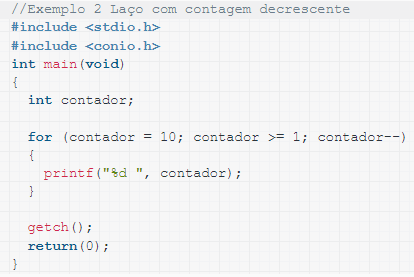 //Exemplo 2 Laço com contagem decrescente
#include <stdio.h>
#include <conio.h>
int main(void)
{
  int contador;

  for (contador = 10; contador >= 1; contador--)
  {
    printf("%d ", contador);
  }

  getch();
  return(0);
}